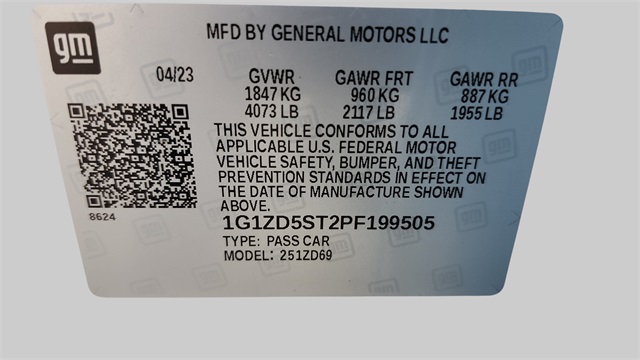 gm
MFD BY GENERAL MOTORS LLC
04/23 GVWR GAWR FRT GAWR RR
1847 KG 960 KG 887 KG
4073 LB 2117 LB 1955 LB
THIS VEHICLE CONFORMS TO ALL
APPLICABLE U.S. FEDERAL MOTOR
VEHICLE SAFETY, BUMPER, AND THEFT
PREVENTION STANDARDS IN EFFECT ON
THE DATE OF MANUFACTURE SHOWN
ABOVE.
8624
1G1ZD5ST2PF199505
TYPE: PASS CAR
MODEL: 251ZD69